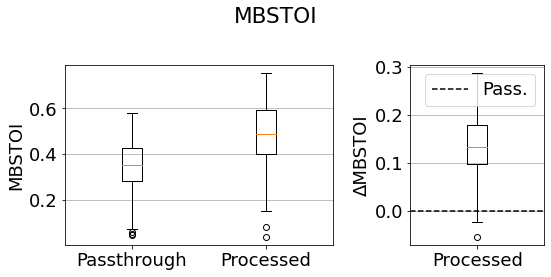 MBSTOI
MBSTOI
0.6
0.4
0.2
Passthrough Processed
ΔMBSTOI
0.3
0.2
0.1
0.0
Pass.
Processed